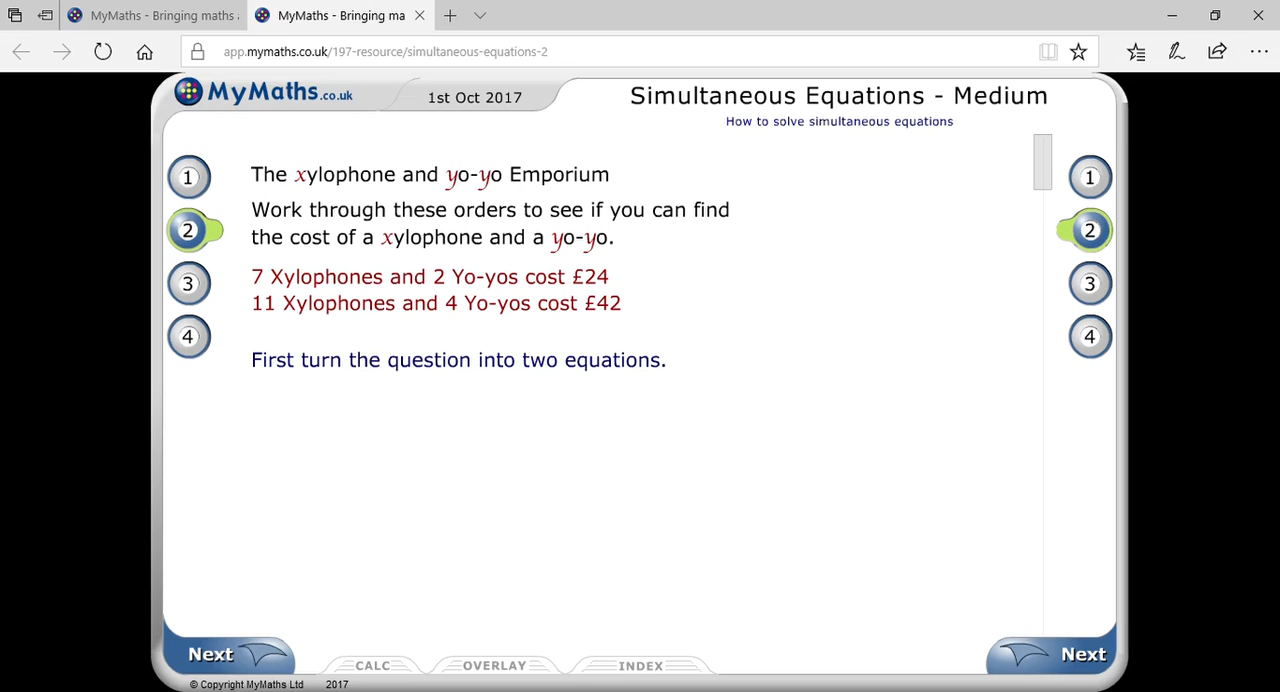 MyMaths - Bringing maths
MyMaths - Bringing ma
app.mymaths.co.uk/197-resource/simultaneous-equations-2
MyMaths.co.uk
1st Oct 2017
Simultaneous Equations - Medium
How to solve simultaneous equations
The xylophone and yo-yo Emporium
Work through these orders to see if you can find
the cost of a xylophone and a yo-yo.
7 Xylophones and 2 Yo-yos cost £24
11 Xylophones and 4 Yo-yos cost £42
First turn the question into two equations.
1
2
3
4
1
2
3
4
Next
CALC
OVERLAY
INDEX
Next
© Copyright MyMaths Ltd 2017